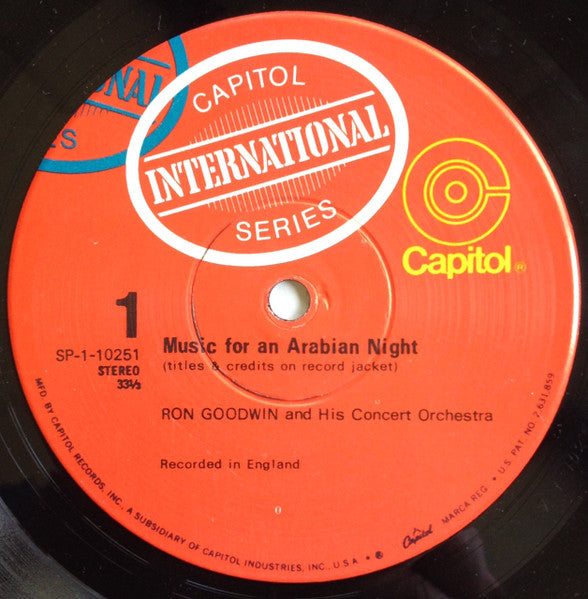 NAL
ES
CAPITOL
INTERNATIONAL
SERIES
Capitol®
1
SP-1-10251
STEREO
33⅓
Music for an Arabian Night
(titles & credits on record jacket)
RON GOODWIN and His Concert Orchestra
Recorded in England
θ
MFD. BY CAPITOL RECORDS, INC., A SUBSIDIARY OF CAPITOL INDUSTRIES, INC., U.S.A. • ℗ Capitol MARCA REG. • U.S. PAT. NO. 2,631,859